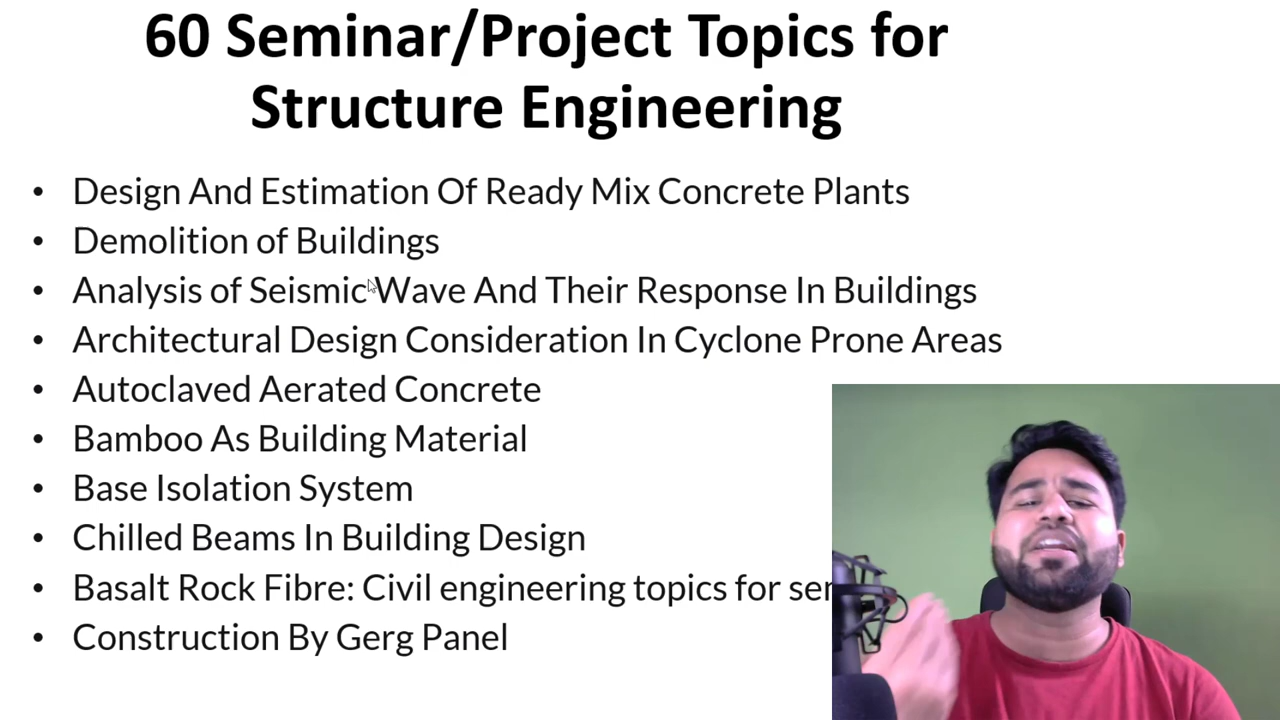 60 Seminar/Project Topics for
Structure Engineering
• Design And Estimation Of Ready Mix Concrete Plants
• Demolition of Buildings
• Analysis of Seismic Wave And Their Response In Buildings
• Architectural Design Consideration In Cyclone Prone Areas
• Autoclaved Aerated Concrete
• Bamboo As Building Material
• Base Isolation System
• Chilled Beams In Building Design
• Basalt Rock Fibre: Civil engineering topics for
• Construction By Gerg Panel